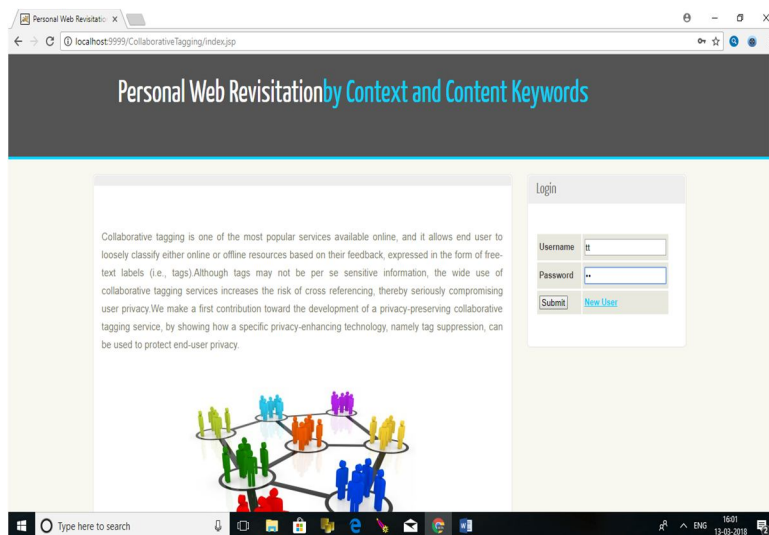 Personal Web Revisitatio
localhost:9999/CollaborativeTagging/index.jsp
Personal Web Revisitationby Context and Content Keywords
Collaborative tagging is one of the most popular services available online, and it allows end user to
loosely classify either online or offline resources based on their feedback, expressed in the form of free-
text labels (i.e., tags).Although tags may not be per se sensitive information, the wide use of
collaborative tagging services increases the risk of cross referencing, thereby seriously compromising
user privacy.We make a first contribution toward the development of a privacy-preserving collaborative
tagging service, by showing how a specific privacy-enhancing technology, namely tag suppression, can
be used to protect end-user privacy.
Login
Username tt
Password ••
Submit New User
Type here to search
ENG
16:01
13-03-2018
2